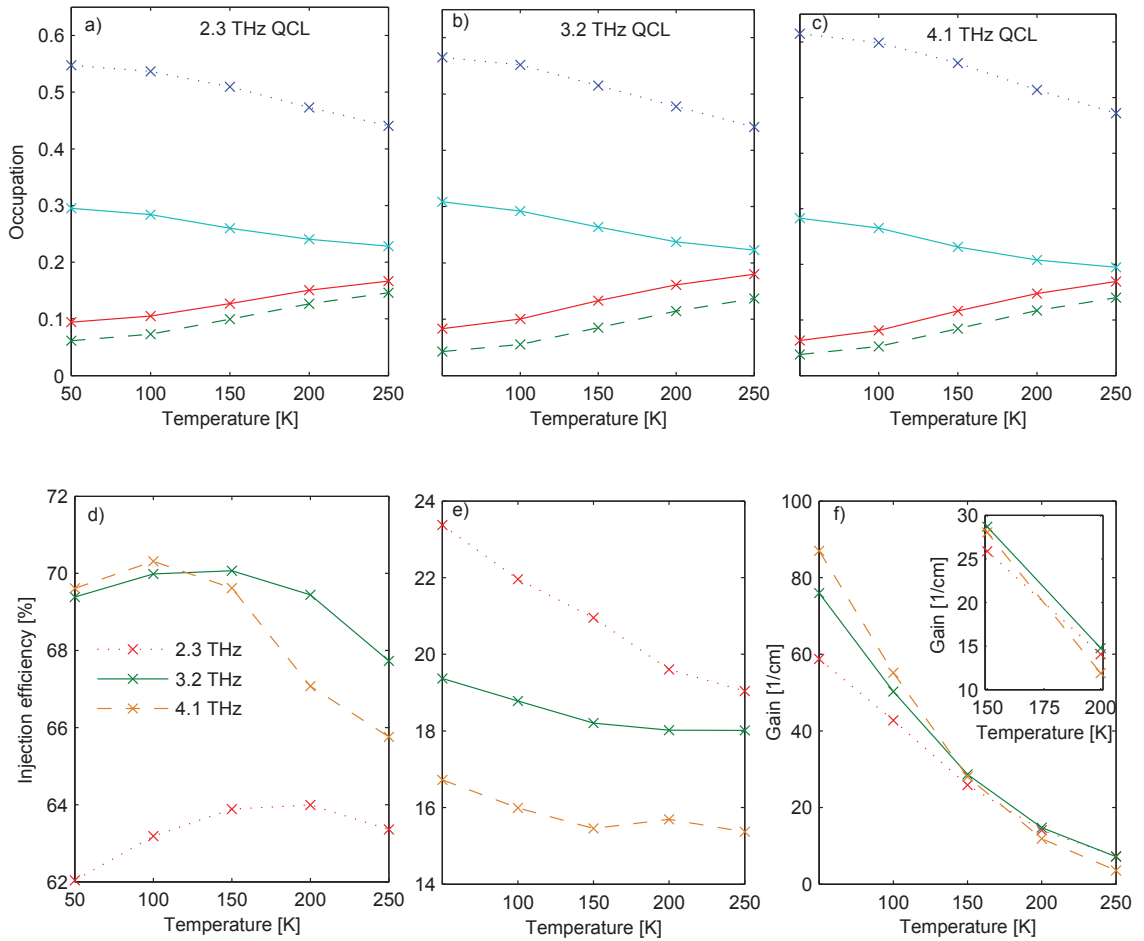 a) 2.3 THz QCL
b) 3.2 THz QCL
c) 4.1 THz QCL
Occupation
0.6
0.5
0.4
0.3
0.2
0.1
0
50 100 150 200 250
Temperature [K]
100 150 200 250
Temperature [K]
100 150 200 250
Temperature [K]
d)
Injection efficiency [%]
72
70
68
66
64
62
2.3 THz
3.2 THz
4.1 THz
50 100 150 200 250
Temperature [K]
e)
24
22
20
18
16
14
100 150 200 250
Temperature [K]
f)
Gain [1/cm]
100
80
60
40
20
0
100 150 200 250
Temperature [K]
Gain [1/cm]
30
25
20
15
10
150 175 200
Temperature [K]